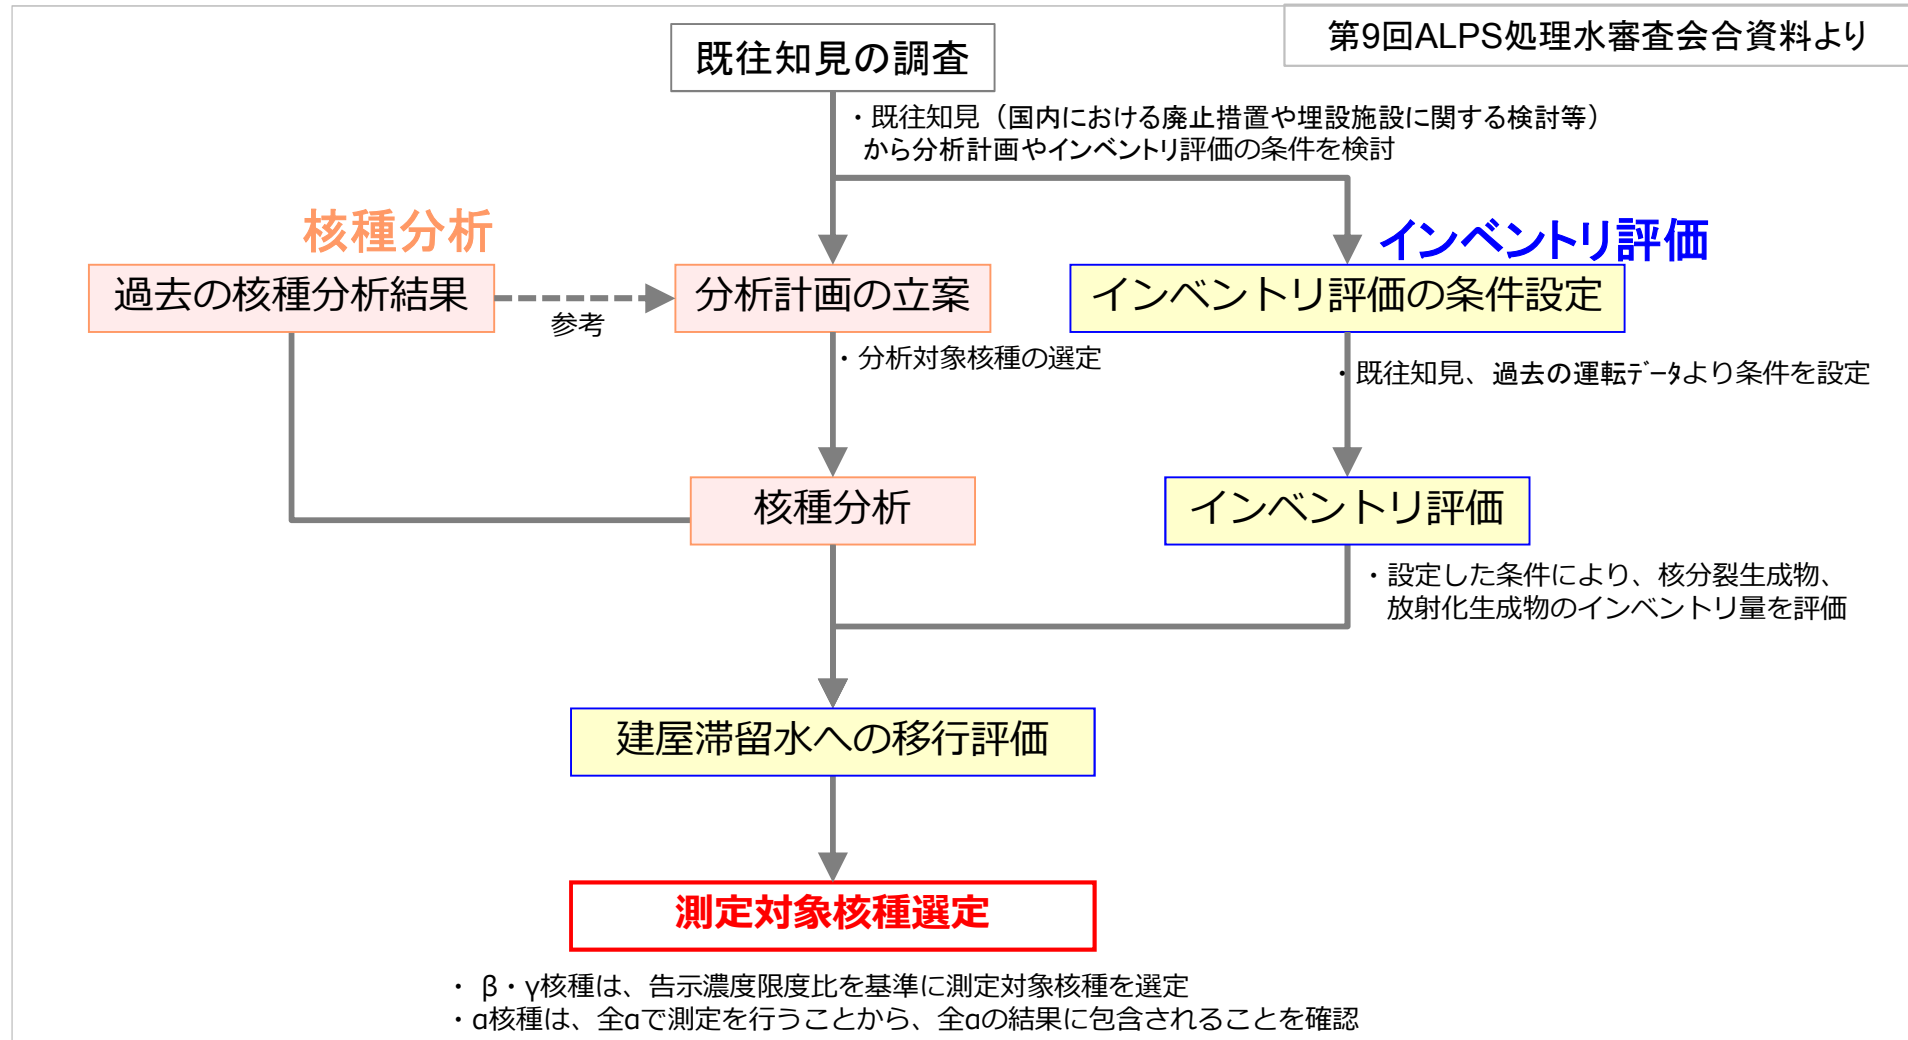 第9回ALPS処理水審査会合資料より
既往知見の調査
・既往知見（国内における廃止措置や埋設施設に関する検討等）
から分析計画やインベントリ評価の条件を検討
核種分析
インベントリ評価
過去の核種分析結果
参考
分析計画の立案
インベントリ評価の条件設定
・分析対象核種の選定
・既往知見、過去の運転ﾃﾞｰﾀより条件を設定
核種分析
インベントリ評価
・設定した条件により、核分裂生成物、
放射化生成物のインベントリ量を評価
建屋滞留水への移行評価
測定対象核種選定
・ β・γ核種は、告示濃度限度比を基準に測定対象核種を選定
・α核種は、全αで測定を行うことから、全αの結果に包含されることを確認